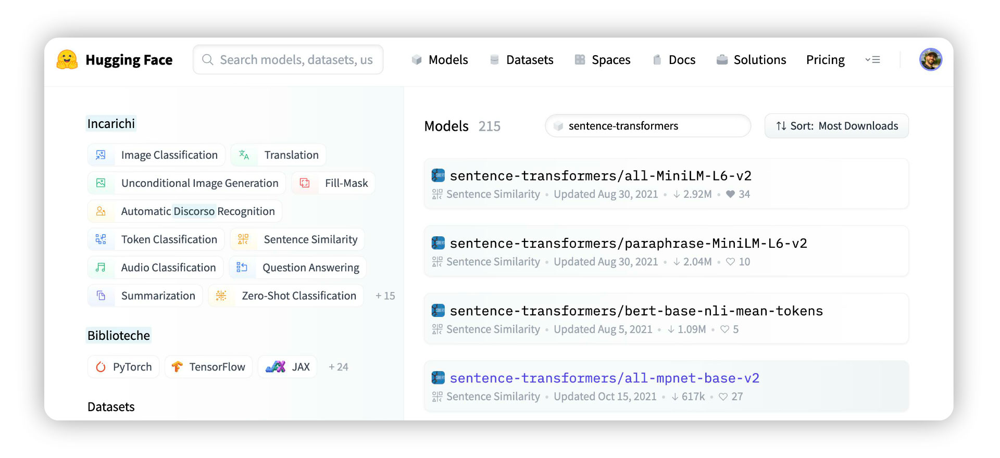 Hugging Face
Search models, datasets, us
Models Datasets Spaces Docs Solutions Pricing
Incarichi
Image Classification Translation
Unconditional Image Generation Fill-Mask
Automatic Discorso Recognition
Token Classification Sentence Similarity
Audio Classification Question Answering
Summarization Zero-Shot Classification + 15
Biblioteche
PyTorch TensorFlow JAX + 24
Datasets
Models 215 sentence-transformers ↑↓ Sort: Most Downloads
sentence-transformers/all-MiniLM-L6-v2
Sentence Similarity • Updated Aug 30, 2021 • ↓ 2.92M • ♥ 34
sentence-transformers/paraphrase-MiniLM-L6-v2
Sentence Similarity • Updated Aug 30, 2021 • ↓ 2.04M • ♡ 10
sentence-transformers/bert-base-nli-mean-tokens
Sentence Similarity • Updated Aug 5, 2021 • ↓ 1.09M • ♡ 5
sentence-transformers/all-mpnet-base-v2
Sentence Similarity • Updated Oct 15, 2021 • ↓ 617k • ♡ 27